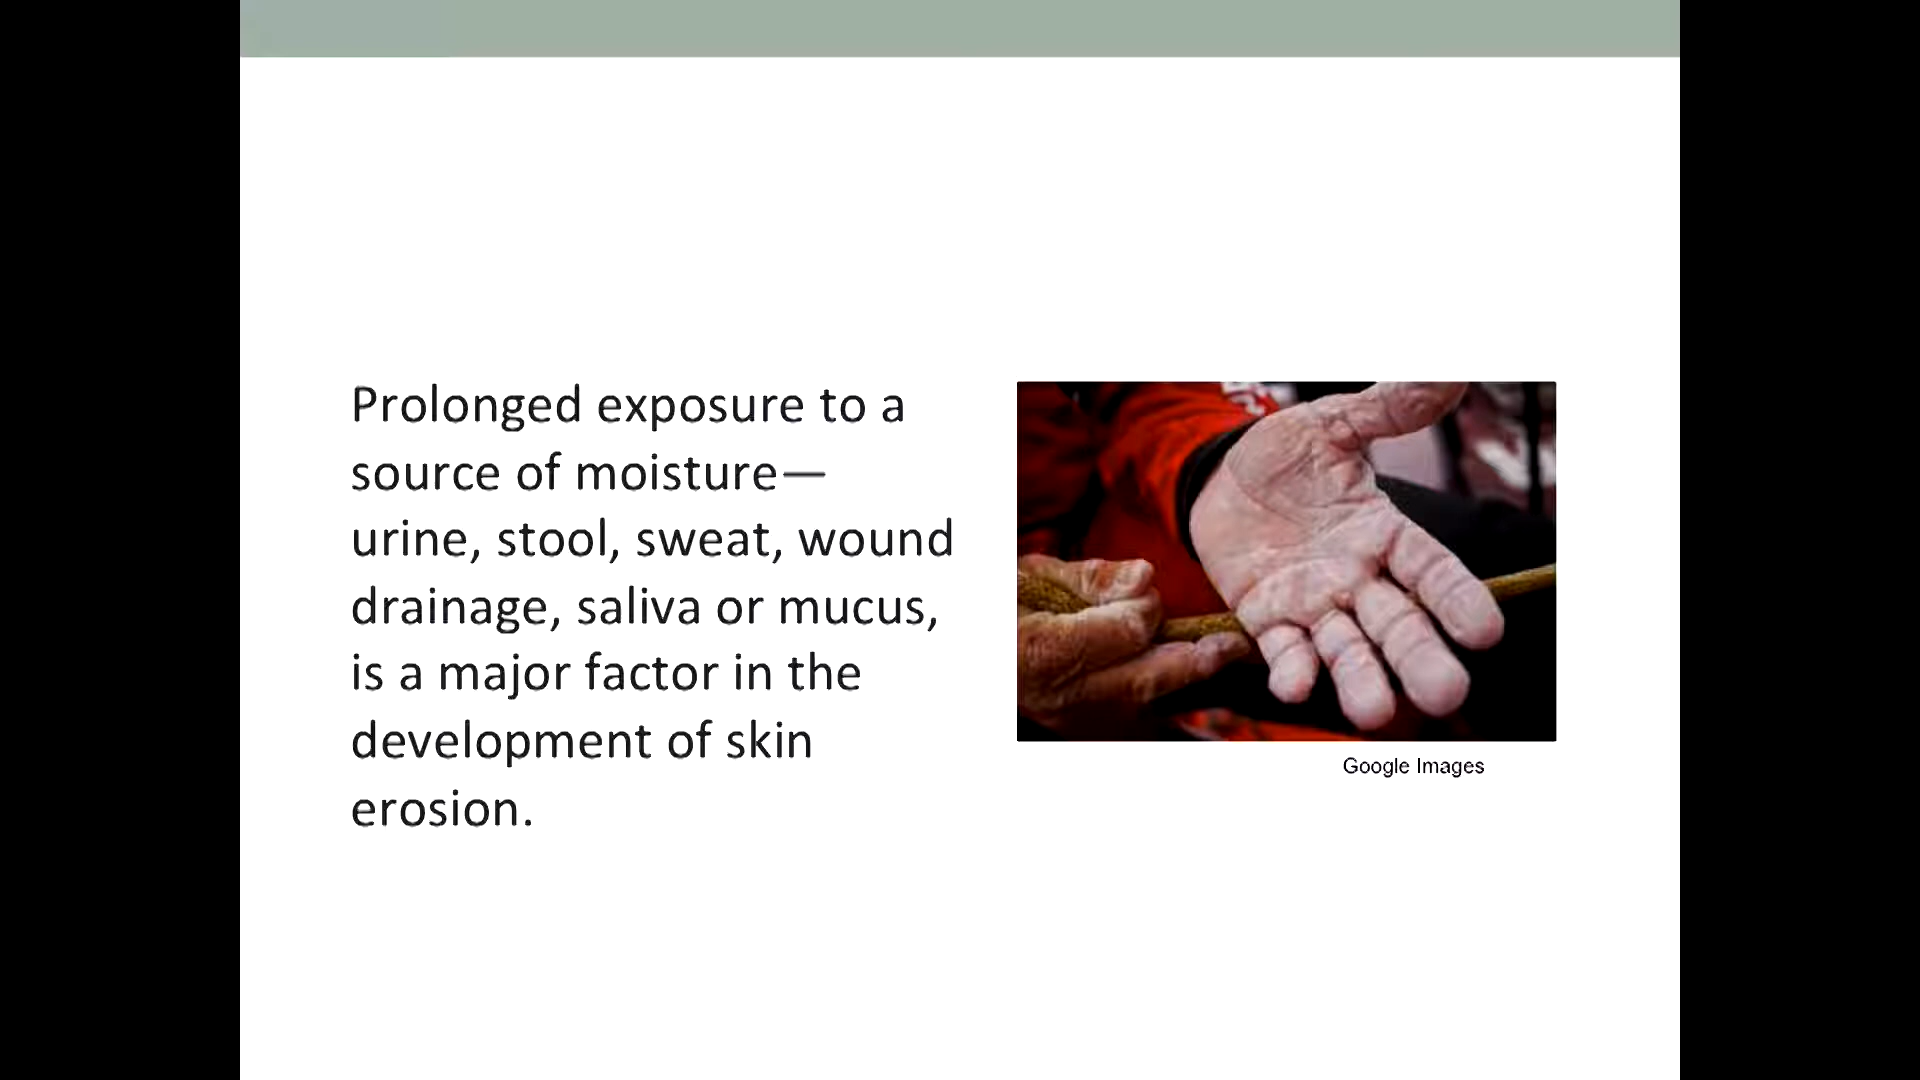 Prolonged exposure to a
source of moisture—
urine, stool, sweat, wound
drainage, saliva or mucus,
is a major factor in the
development of skin
erosion.
Google Images